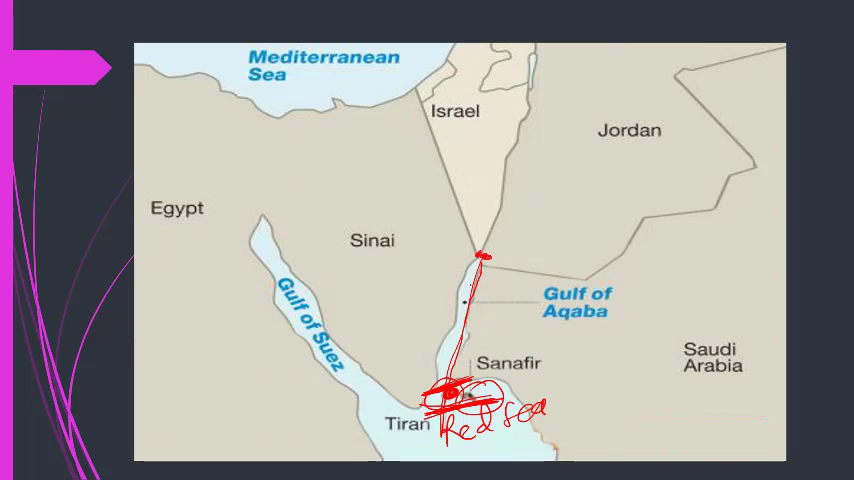 Mediterranean
Sea
Israel
Jordan
Egypt
Sinai
Gulf of Suez
Gulf of
Aqaba
Sanafir
Saudi
Arabia
Tiran
Red sea